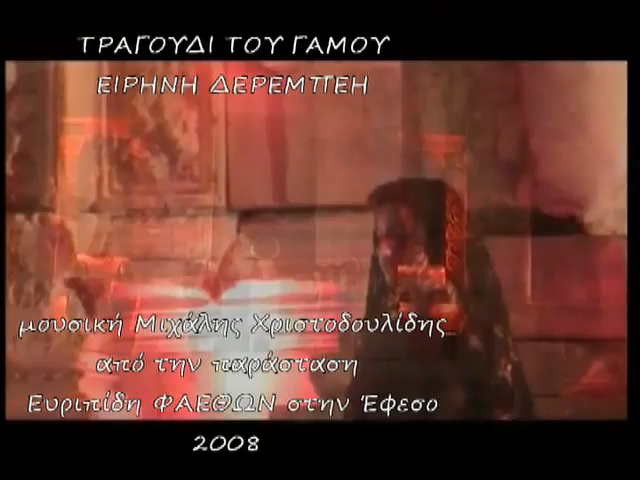 ΤΡΑΓΟΥΔΙ ΤΟΥ ΓΑΜΟΥ
ΕΙΡΗΝΗ ΔΕΡΕΜΠΕΗ
μουσική Μιχάλης Χριστοδουλίδης
από την παράσταση
Ευριπίδη ΦΑΕΘΩΝ στην Έφεσο
2008